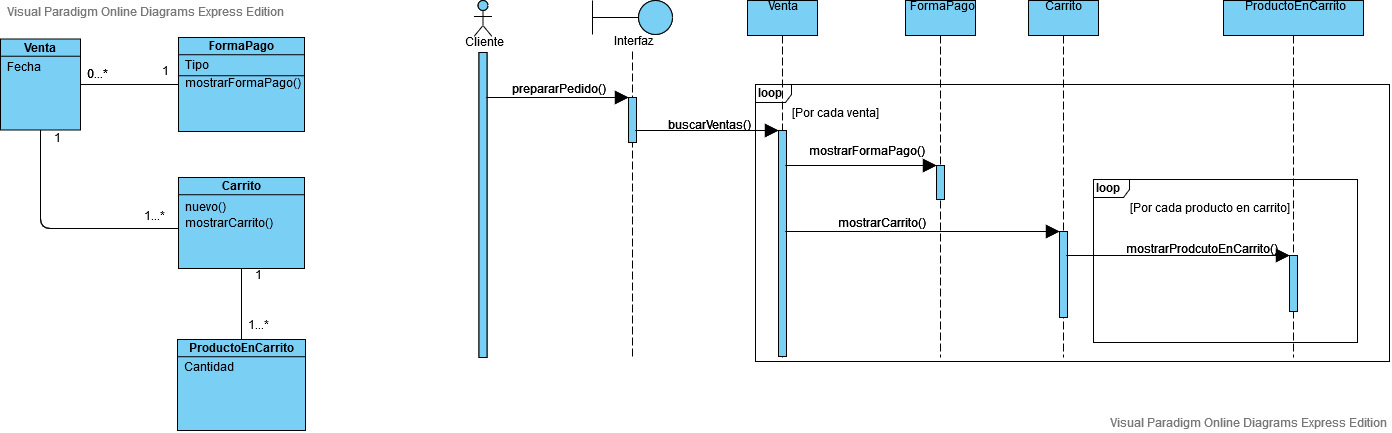 Visual Paradigm Online Diagrams Express Edition
Venta
Fecha
0...*
1
FormaPago
Tipo
mostrarFormaPago()
1
1...*
Carrito
nuevo()
mostrarCarrito()
1
1...*
ProductoEnCarrito
Cantidad
Cliente
Interfaz
Venta
FormaPago
Carrito
ProductoEnCarrito
prepararPedido()
loop
[Por cada venta]
buscarVentas()
mostrarFormaPago()
loop
[Por cada producto en carrito]
mostrarCarrito()
mostrarProdcutoEnCarrito()
Visual Paradigm Online Diagrams Express Edition